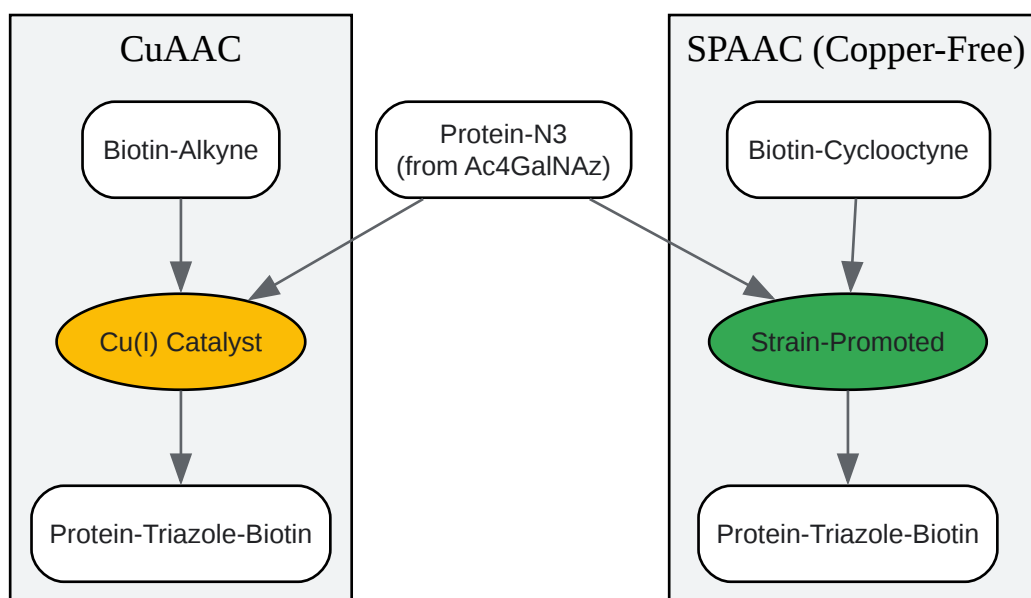 CuAAC
SPAAC (Copper-Free)
Biotin-Alkyne
Protein-N3
(from Ac4GalNAz)
Biotin-Cyclooctyne
Cu(I) Catalyst
Strain-Promoted
Protein-Triazole-Biotin
Protein-Triazole-Biotin